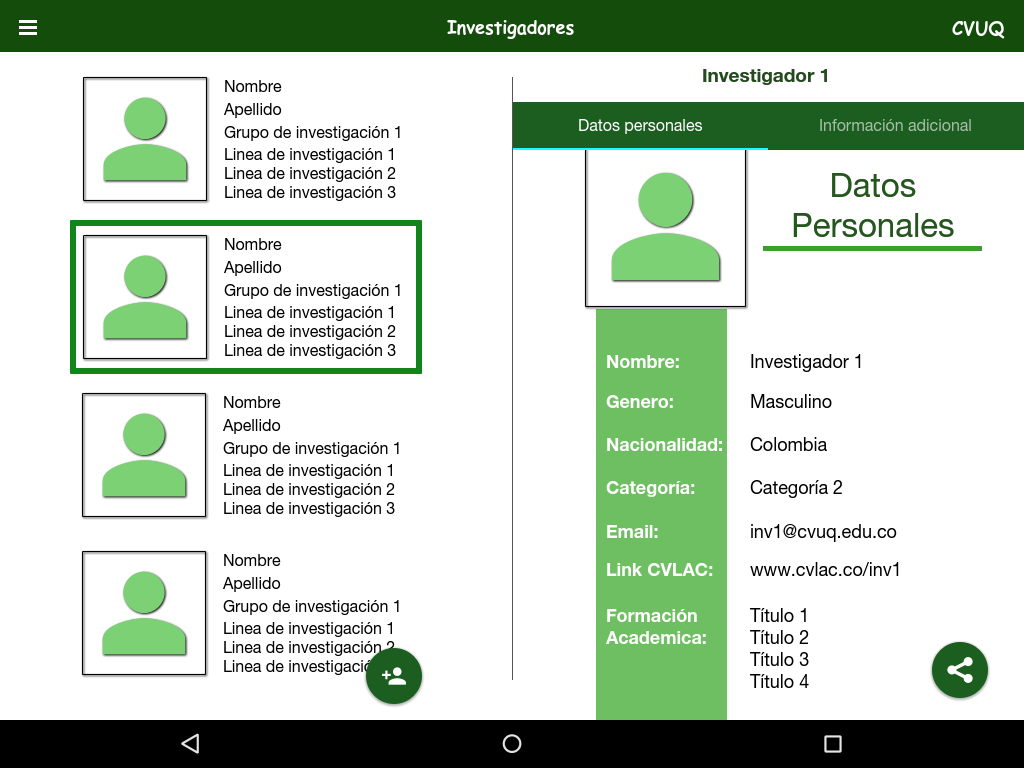 Investigadores
CVUQ
Nombre
Apellido
Grupo de investigación 1
Linea de investigación 1
Linea de investigación 2
Linea de investigación 3
Nombre
Apellido
Grupo de investigación 1
Linea de investigación 1
Linea de investigación 2
Linea de investigación 3
Nombre
Apellido
Grupo de investigación 1
Linea de investigación 1
Linea de investigación 2
Linea de investigación 3
Nombre
Apellido
Grupo de investigación 1
Linea de investigación 1
Linea de investigación 2
Linea de
Investigador 1
Datos personales
Información adicional
Datos
Personales
Nombre: Investigador 1
Genero: Masculino
Nacionalidad: Colombia
Categoría: Categoría 2
Email: inv1@cvuq.edu.co
Link CVLAC: www.cvlac.co/inv1
Formación Título 1
Academica: Título 2
Título 3
Título 4